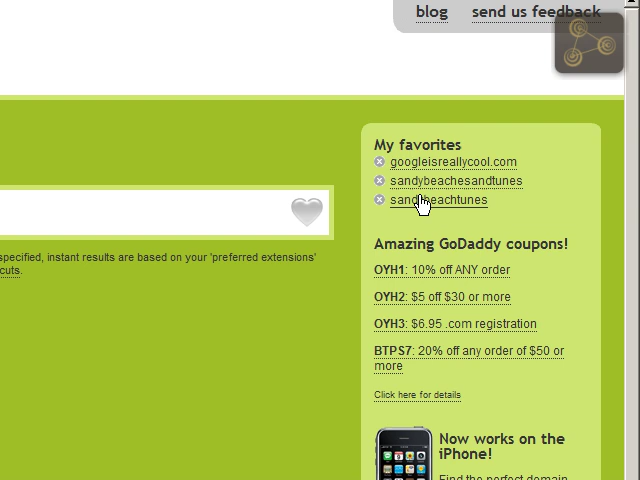 blog send us feedback
My favorites
googleisreallycool.com
sandybeachesandtunes
specified, instant results are based on your 'preferred extensions'
cuts.
Amazing GoDaddy coupons!
OYH1: 10% off ANY order
OYH2: $5 off $30 or more
OYH3: $6.95 .com registration
BTPS7: 20% off any order of $50 or
more
Click here for details
Now works on the
iPhone!
Find the perfect domain